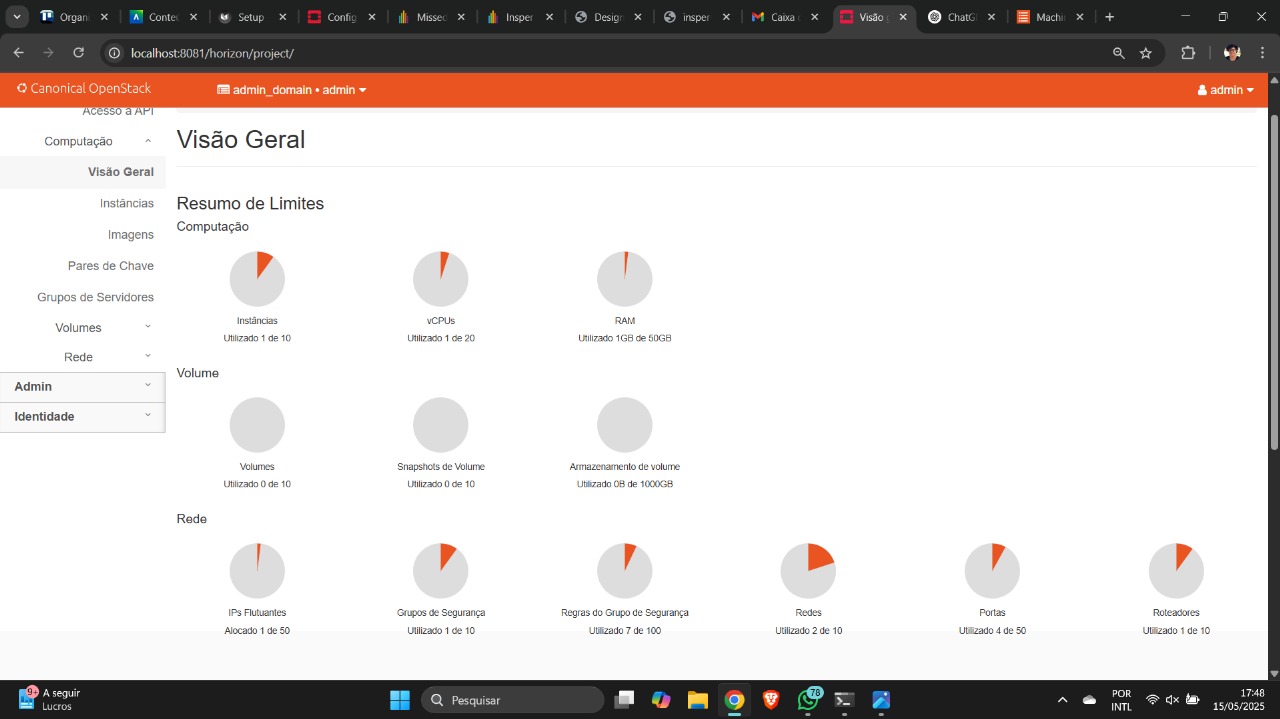 Organi
Conteu
Setup
Config
Missed
Insper
Design
insper
Caixa
Visão g
ChatG
Machi
localhost:8081/horizon/project/
Canonical OpenStack
admin_domain • admin
admin
Acesso à API
Computação
Visão Geral
Instâncias
Imagens
Pares de Chave
Grupos de Servidores
Volumes
Rede
Admin
Identidade
Visão Geral
Resumo de Limites
Computação
Instâncias
Utilizado 1 de 10
vCPUs
Utilizado 1 de 20
RAM
Utilizado 1GB de 50GB
Volume
Volumes
Utilizado 0 de 10
Snapshots de Volume
Utilizado 0 de 10
Armazenamento de volume
Utilizado 0B de 1000GB
Rede
IPs Flutuantes
Alocado 1 de 50
Grupos de Segurança
Utilizado 1 de 10
Regras do Grupo de Segurança
Utilizado 7 de 100
Redes
Utilizado 2 de 10
Portas
Utilizado 4 de 50
Roteadores
Utilizado 1 de 10
9+
A seguir
Lucros
Pesquisar
78
POR
INTL
17:48
15/05/2025